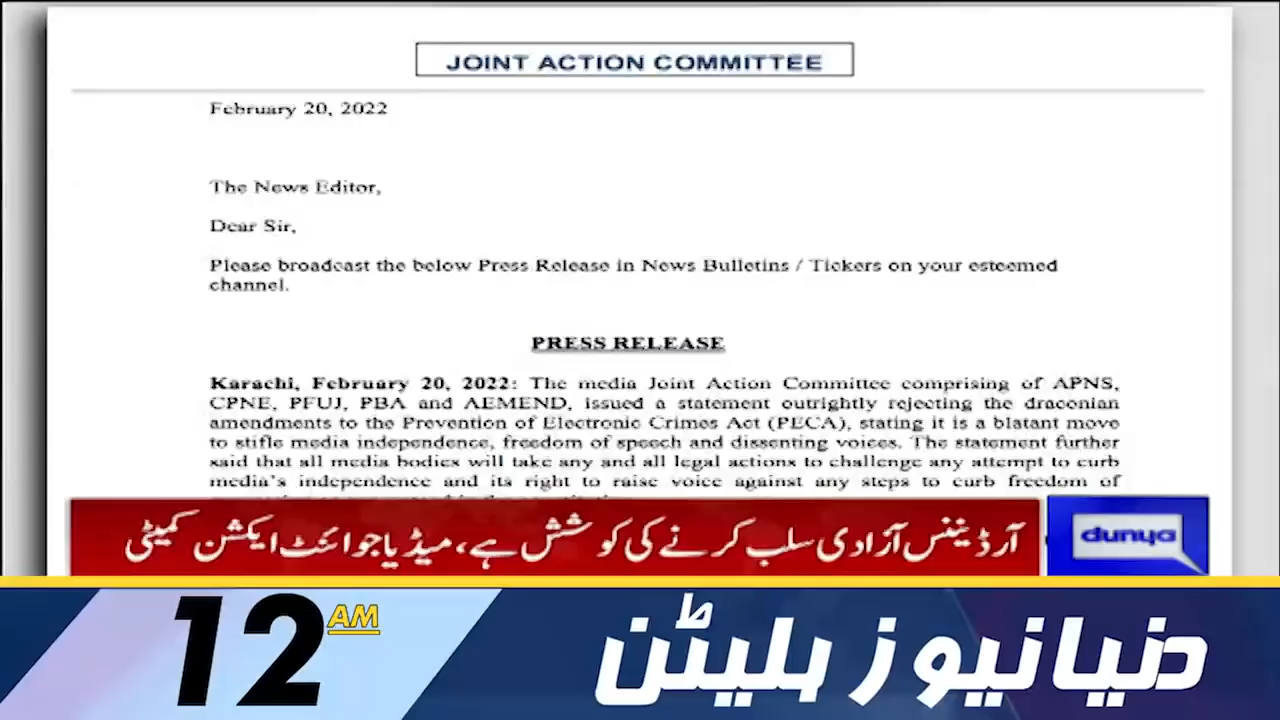 JOINT ACTION COMMITTEE
February 20, 2022
The News Editor,
Dear Sir,
Please broadcast the below Press Release in News Bulletins / Tickers on your esteemed
channel.
PRESS RELEASE
Karachi, February 20, 2022: The media Joint Action Committee comprising of APNS,
CPNE, PFUJ, PBA and AEMEND, issued a statement outrightly rejecting the draconian
amendments to the Prevention of Electronic Crimes Act (PECA), stating it is a blatant move
to stifle media independence, freedom of speech and dissenting voices. The statement further
said that all media bodies will take any and all legal actions to challenge any attempt to curb
media's independence and its right to raise voice against any steps to curb freedom of
آرڈیننس آزادی سلب کرنے کی کوشش ہے، میڈیا جوائنٹ ایکشن کمیٹی
dunya
12 AM
دنیا نیوز بلیٹن